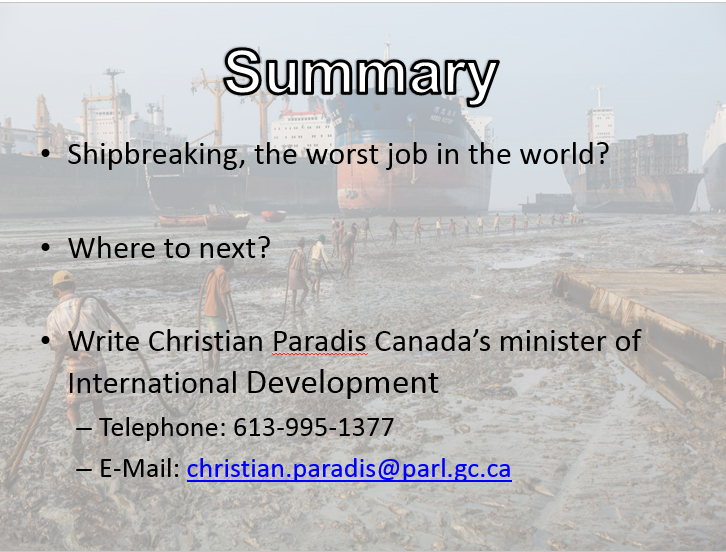 Summary
• Shipbreaking, the worst job in the world?
• Where to next?
• Write Christian Paradis Canada’s minister of
International Development
– Telephone: 613-995-1377
– E-Mail: christian.paradis@parl.gc.ca